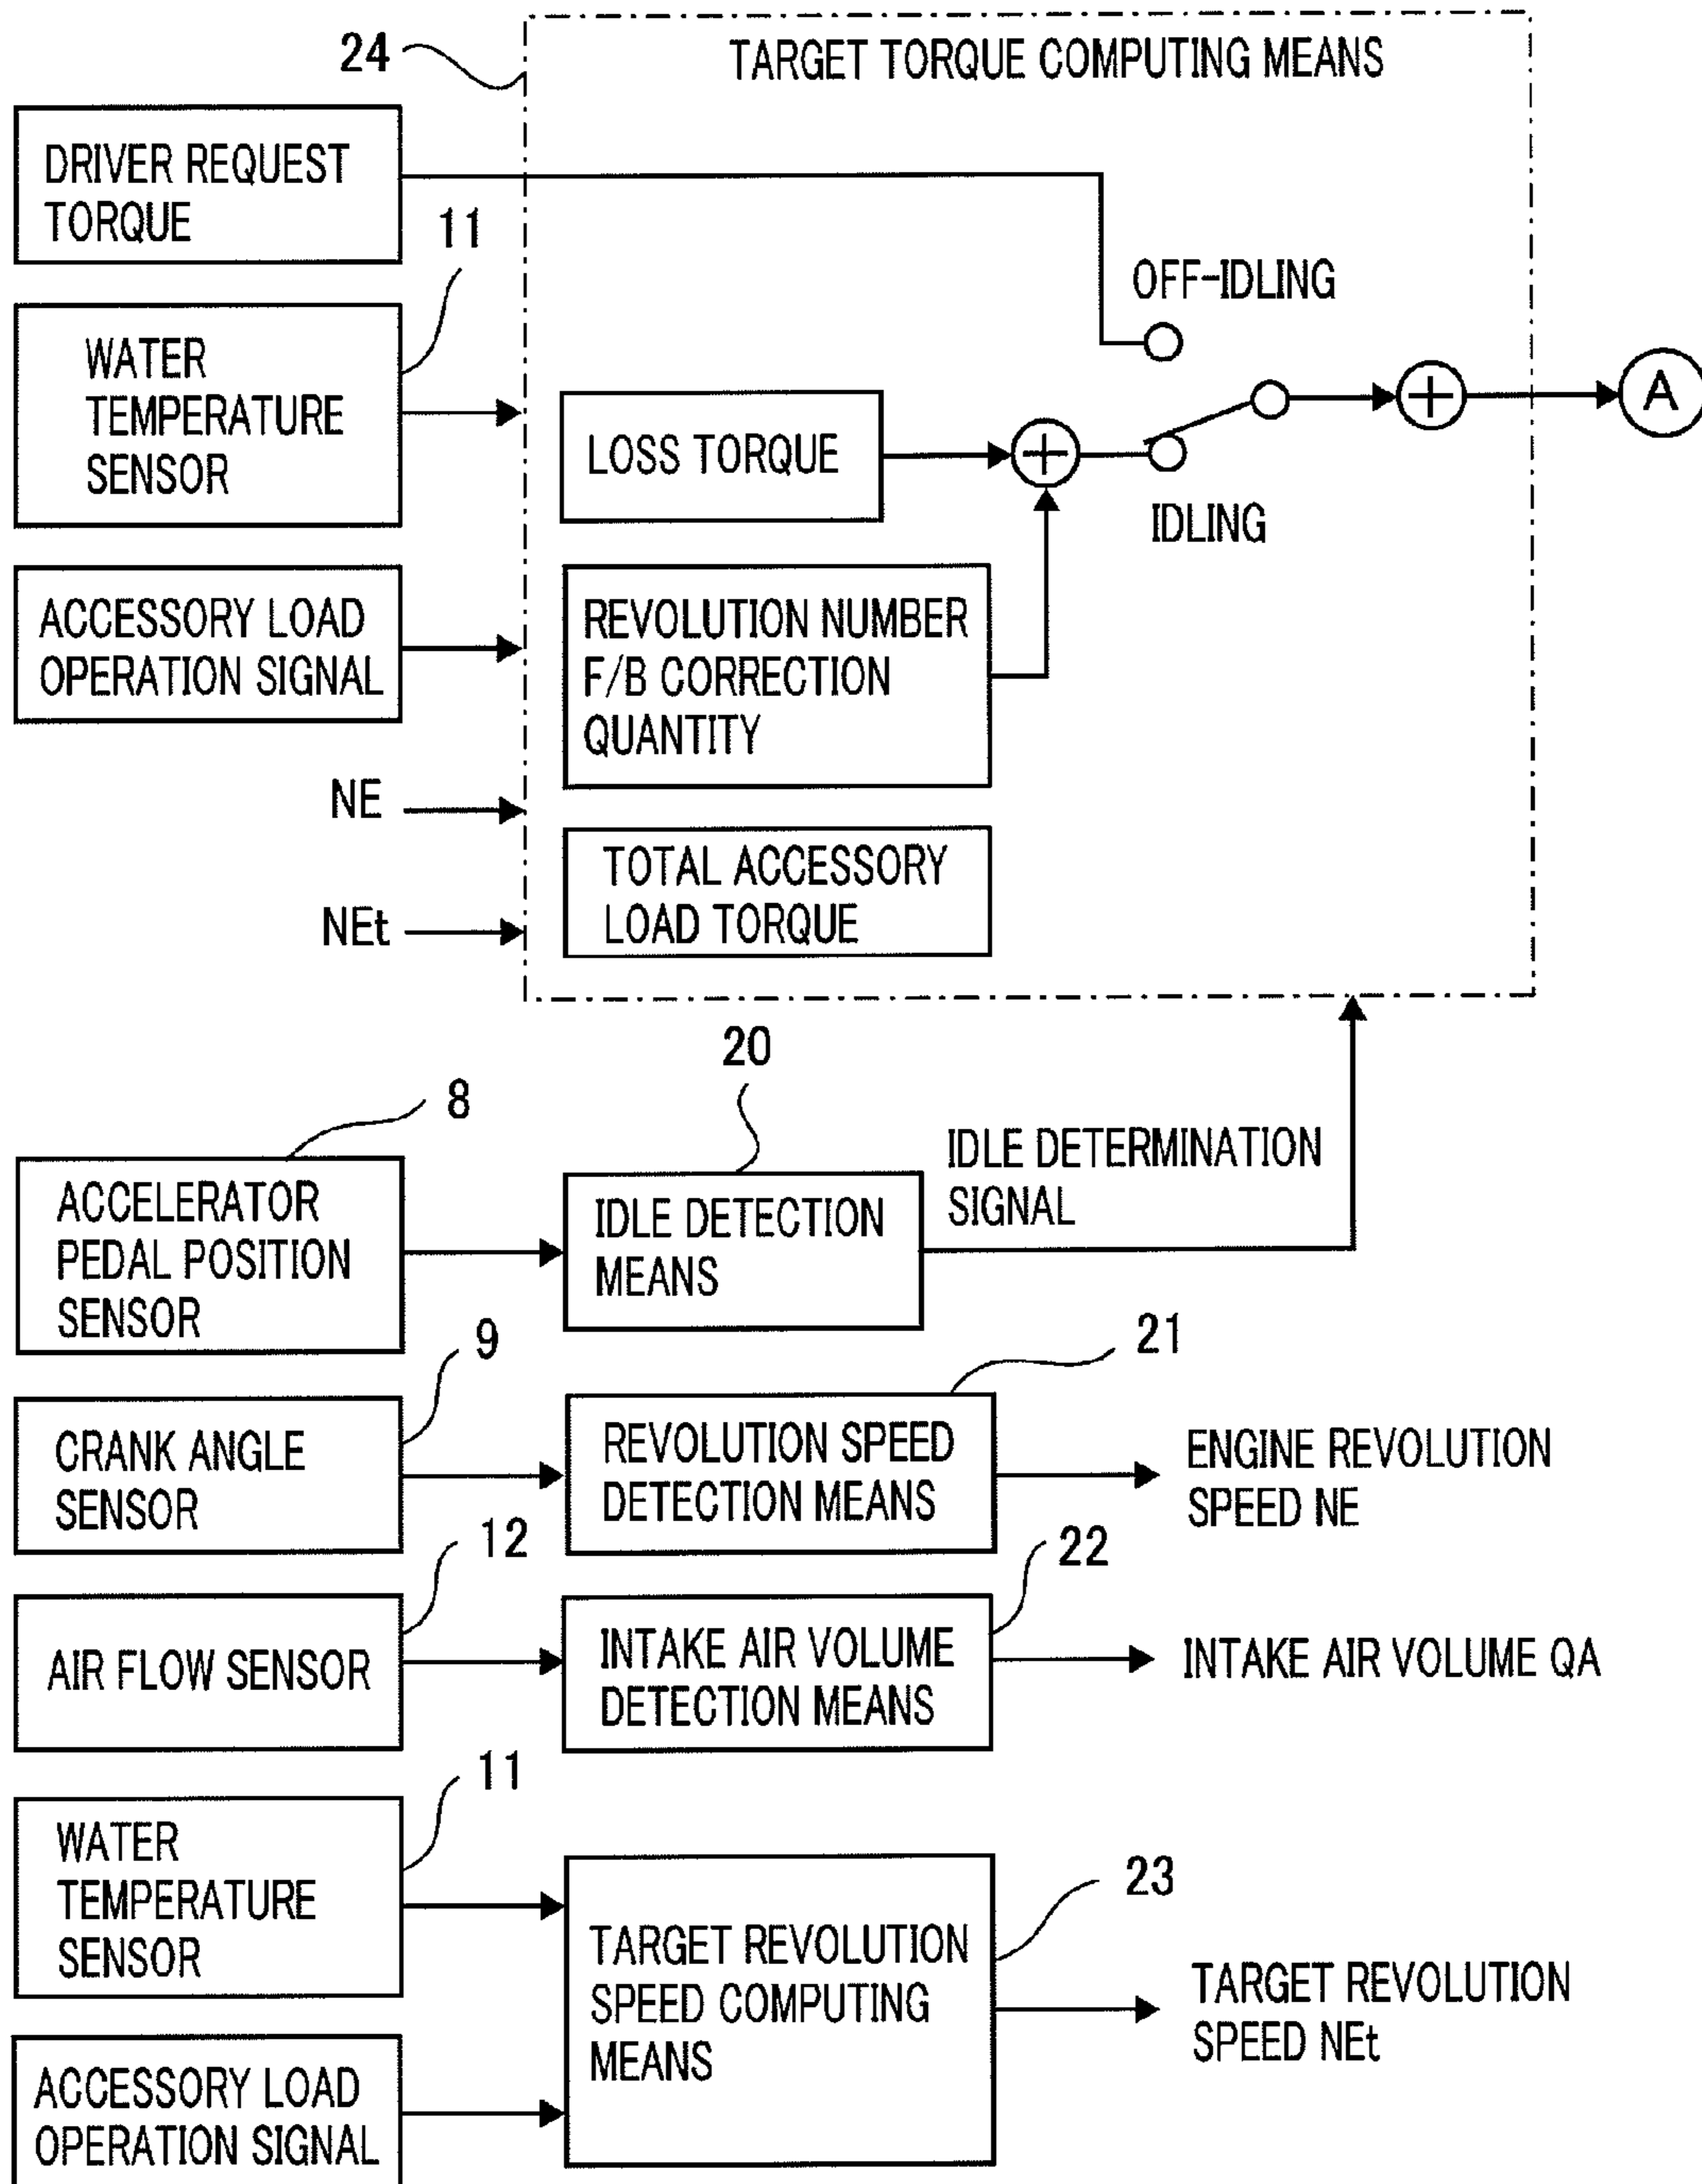 24
TARGET TORQUE COMPUTING MEANS
DRIVER REQUEST
TORQUE
11
WATER
TEMPERATURE
SENSOR
OFF-IDLING
A
LOSS TORQUE
IDLING
ACCESSORY LOAD
OPERATION SIGNAL
REVOLUTION NUMBER
F/B CORRECTION
QUANTITY
NE
TOTAL ACCESSORY
LOAD TORQUE
NEt
8
20
ACCELERATOR
PEDAL POSITION
SENSOR
IDLE DETECTION
MEANS
IDLE DETERMINATION
SIGNAL
9
21
CRANK ANGLE
SENSOR
REVOLUTION SPEED
DETECTION MEANS
ENGINE REVOLUTION
SPEED NE
12
22
AIR FLOW SENSOR
INTAKE AIR VOLUME
DETECTION MEANS
INTAKE AIR VOLUME QA
11
WATER
TEMPERATURE
SENSOR
23
TARGET REVOLUTION
SPEED COMPUTING
MEANS
TARGET REVOLUTION
SPEED NEt
ACCESSORY LOAD
OPERATION SIGNAL